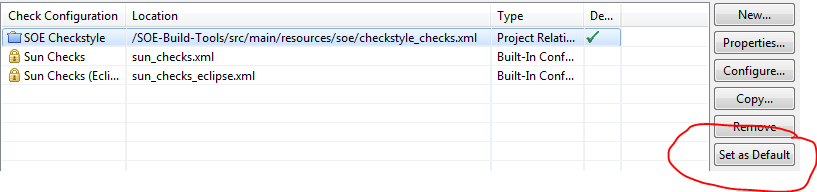 Check Configuration Location Type De...
SOE Checkstyle /SOE-Build-Tools/src/main/resources/soe/checkstyle_checks.xml Project Relati...
Sun Checks sun_checks.xml Built-In Conf...
Sun Checks (Ecli... sun_checks_eclipse.xml Built-In Conf...
New...
Properties...
Configure...
Copy...
Remove
Set as Default